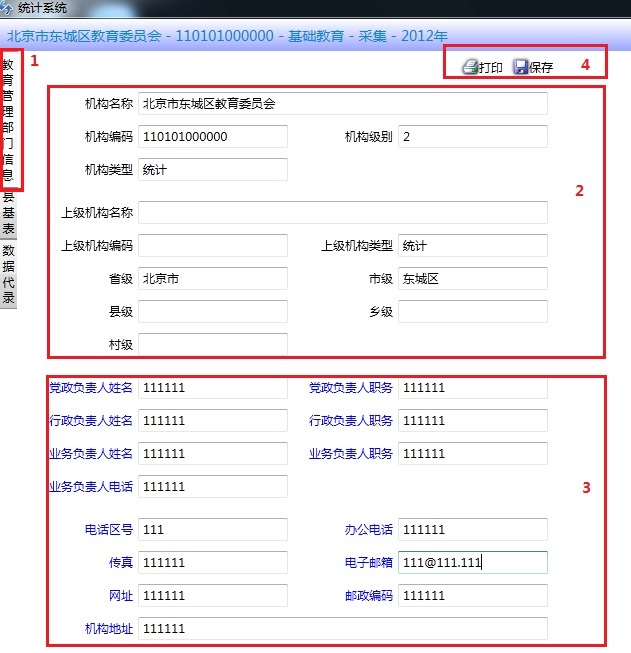 统计系统
北京市东城区教育委员会 - 110101000000 - 基础教育 - 采集 - 2012年
教育管理部门信息 1
县基表
数据代录
打印 保存 4
机构名称 北京市东城区教育委员会
机构编码 110101000000 机构级别 2
机构类型 统计
2
上级机构名称
上级机构编码 上级机构类型 统计
省级 北京市 市级 东城区
县级 乡级
村级
党政负责人姓名 111111 党政负责人职务 111111
行政负责人姓名 111111 行政负责人职务 111111
业务负责人姓名 111111 业务负责人职务 111111
业务负责人电话 111111 3
电话区号 111 办公电话 111111
传真 111111 电子邮箱 111@111.111
网址 111111 邮政编码 111111
机构地址 111111